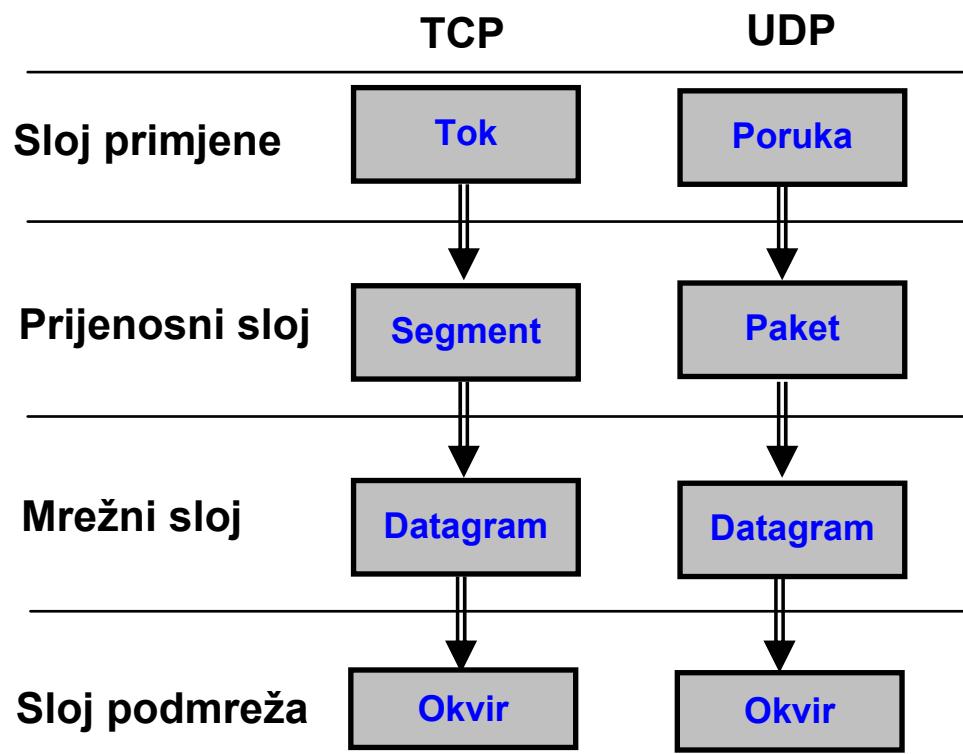 TCP UDP
Sloj primjene Tok Poruka
Prijenosni sloj Segment Paket
Mrežni sloj Datagram Datagram
Sloj podmreža Okvir Okvir